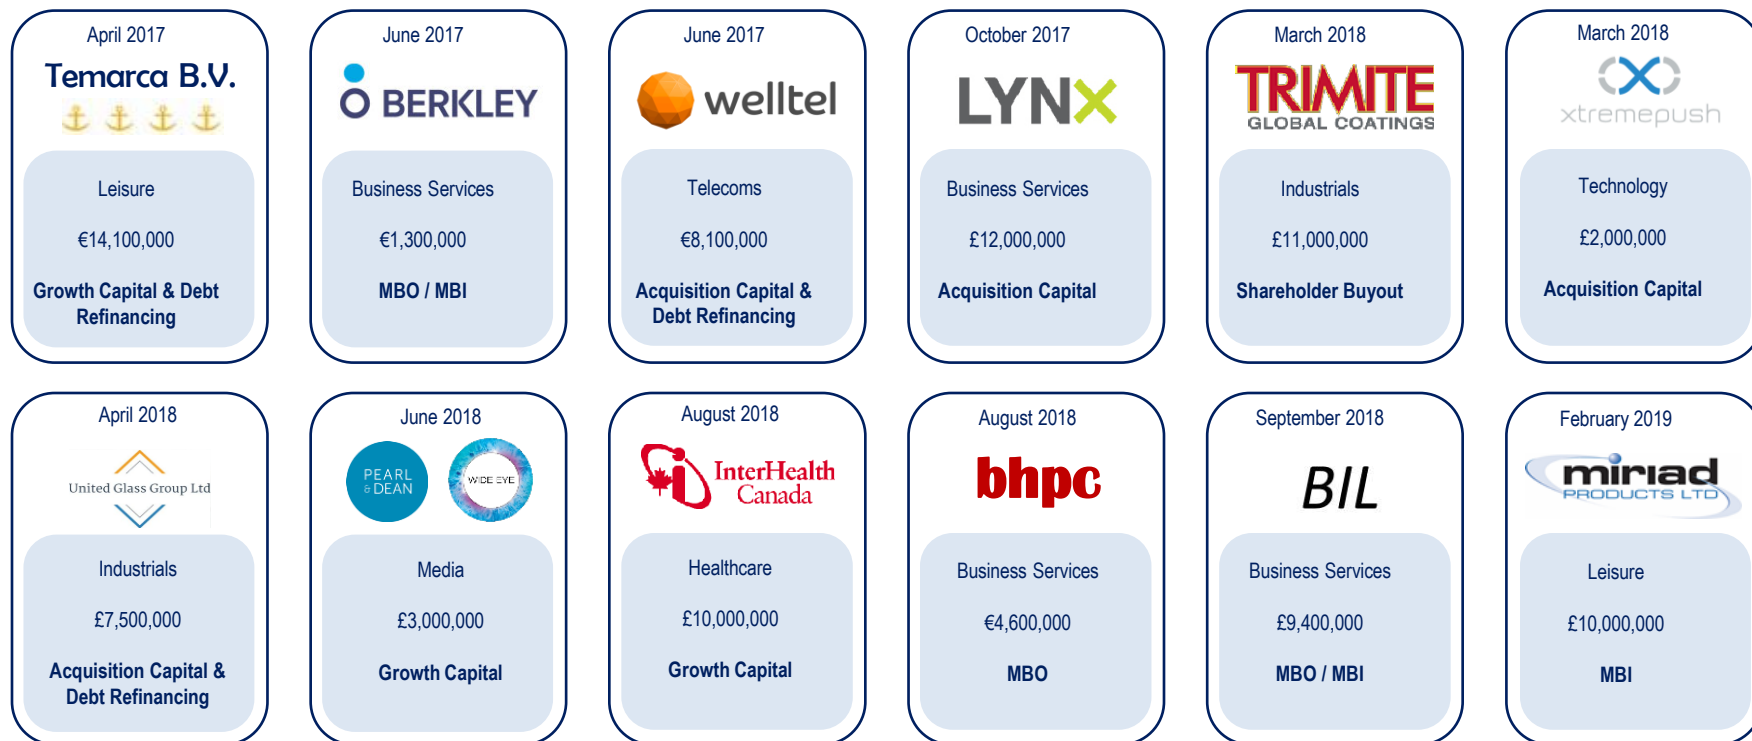 April 2017
Temarca B.V.
Leisure
€14,100,000
Growth Capital & Debt
Refinancing
June 2017
BERKLEY
Business Services
€1,300,000
MBO / MBI
June 2017
welltel
Telecoms
€8,100,000
Acquisition Capital &
Debt Refinancing
October 2017
LYNX
Business Services
£12,000,000
Acquisition Capital
March 2018
TRIMITE
GLOBAL COATINGS
Industrials
£11,000,000
Shareholder Buyout
March 2018
xtremepush
Technology
£2,000,000
Acquisition Capital
April 2018
United Glass Group Ltd
Industrials
£7,500,000
Acquisition Capital &
Debt Refinancing
June 2018
PEARL
& DEAN
WIDE EYE
Media
£3,000,000
Growth Capital
August 2018
InterHealth
Canada
Healthcare
£10,000,000
Growth Capital
August 2018
bhpc
Business Services
€4,600,000
MBO
September 2018
BIL
Business Services
£9,400,000
MBO / MBI
February 2019
miriad
PRODUCTS LTD
Leisure
£10,000,000
MBI